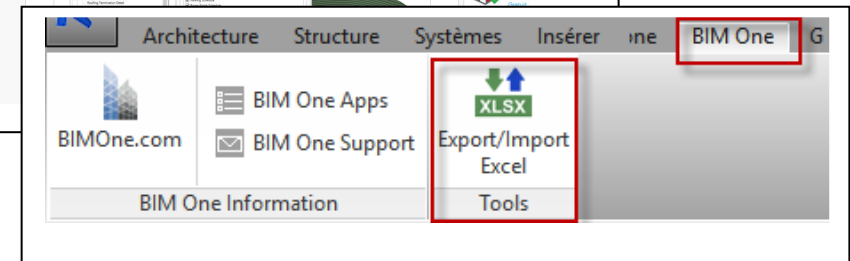 Architecture Structure Systèmes Insérer ne BIM One G
BIMOne.com
BIM One Apps
BIM One Support
BIM One Information
XLSX
Export/Import
Excel
Tools